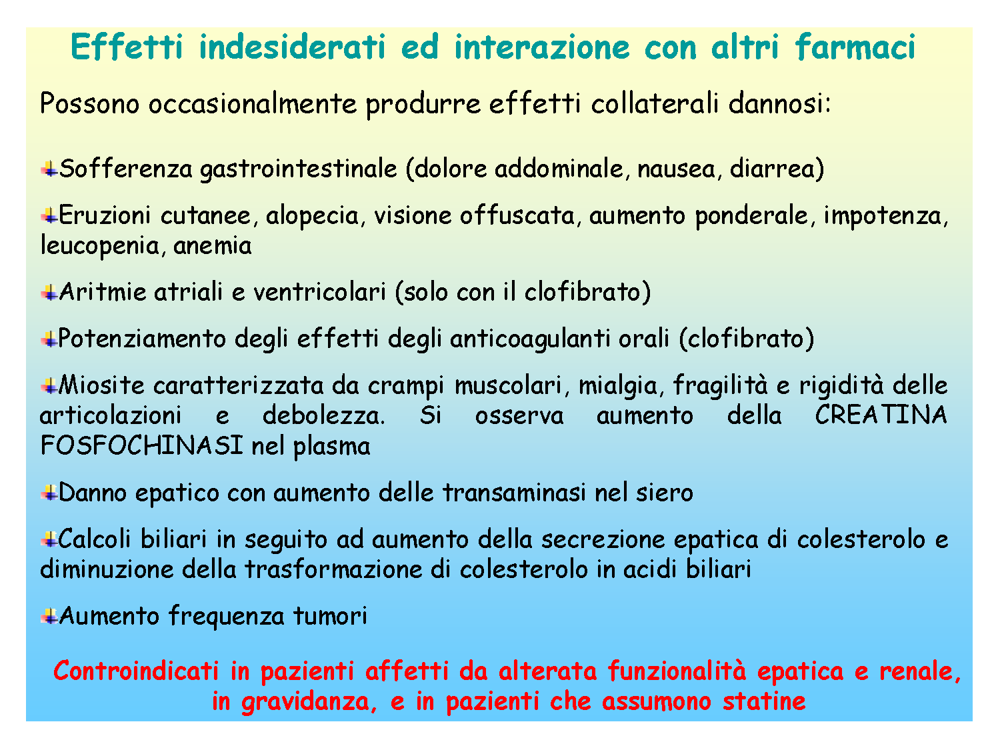 Effetti indesiderati ed interazione con altri farmaci
Possono occasionalmente produrre effetti collaterali dannosi:
Sofferenza gastrointestinale (dolore addominale, nausea, diarrea)
Eruzioni cutanee, alopecia, visione offuscata, aumento ponderale, impotenza,
leucopenia, anemia
Aritmie atriali e ventricolari (solo con il clofibrato)
Potenziamento degli effetti degli anticoagulanti orali (clofibrato)
Miosite caratterizzata da crampi muscolari, mialgia, fragilità e rigidità delle
articolazioni e debolezza. Si osserva aumento della CREATINA
FOSFOCHINASI nel plasma
Danno epatico con aumento delle transaminasi nel siero
Calcoli biliari in seguito ad aumento della secrezione epatica di colesterolo e
diminuzione della trasformazione di colesterolo in acidi biliari
Aumento frequenza tumori
Controindicati in pazienti affetti da alterata funzionalità epatica e renale,
in gravidanza, e in pazienti che assumono statine